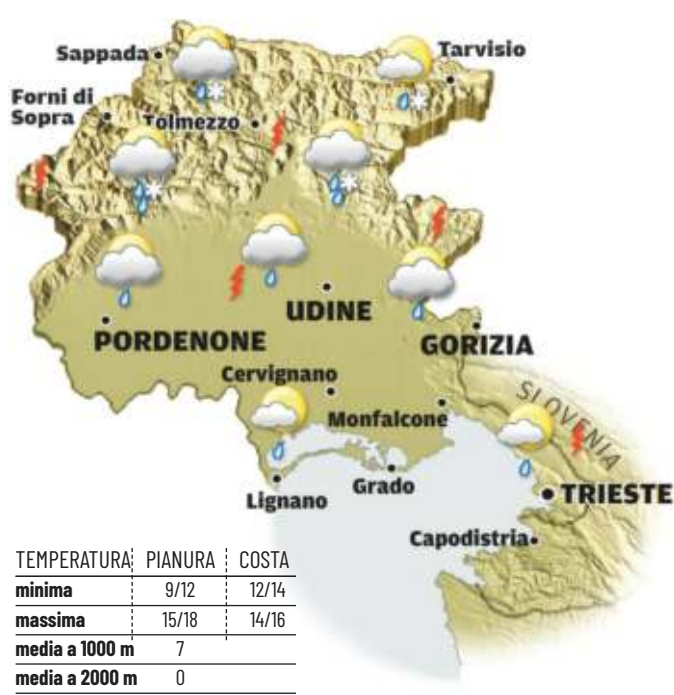 Sappada
Tarvisio
Forni di
Sopra
Tolmezzo
UDINE
PORDENONE
GORIZIA
Cervignano
SLOVENIA
Monfalcone
Grado
Lignano
TRIESTE
Capodistria
TEMPERATURA PIANURA COSTA
minima 9/12 12/14
massima 15/18 14/16
media a 1000 m 7
media a 2000 m 0